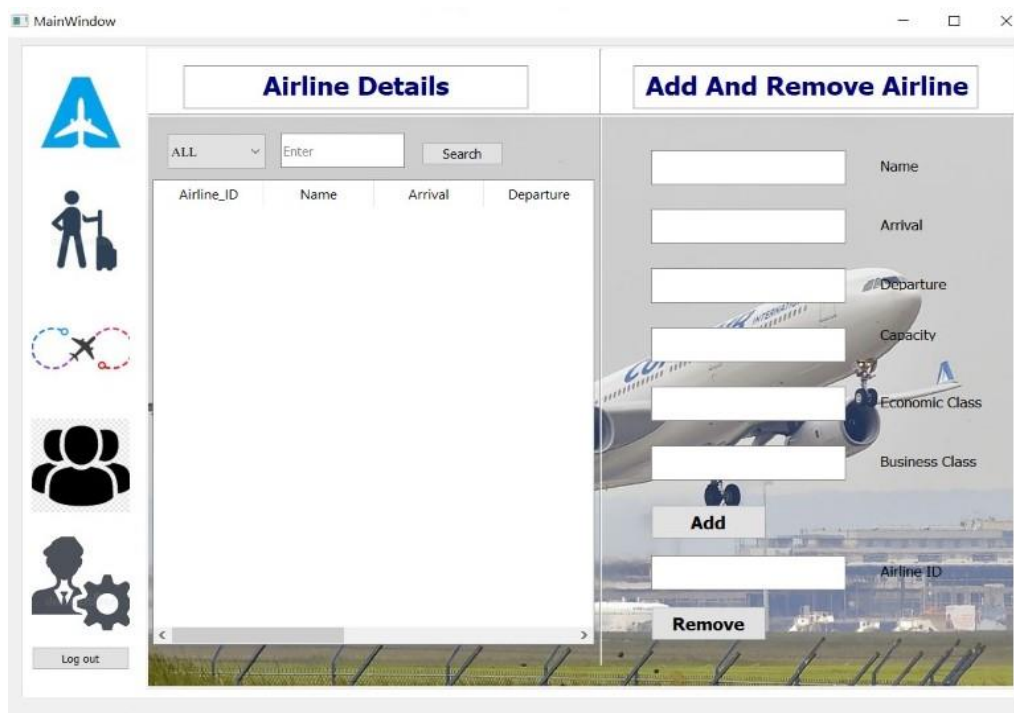 MainWindow
Airline Details
Add And Remove Airline
ALL
Enter
Search
Airline_ID Name Arrival Departure
Name
Arrival
Departure
Capacity
Economic Class
Business Class
Add
Airline ID
Remove
Log out
INTERNATIONAL